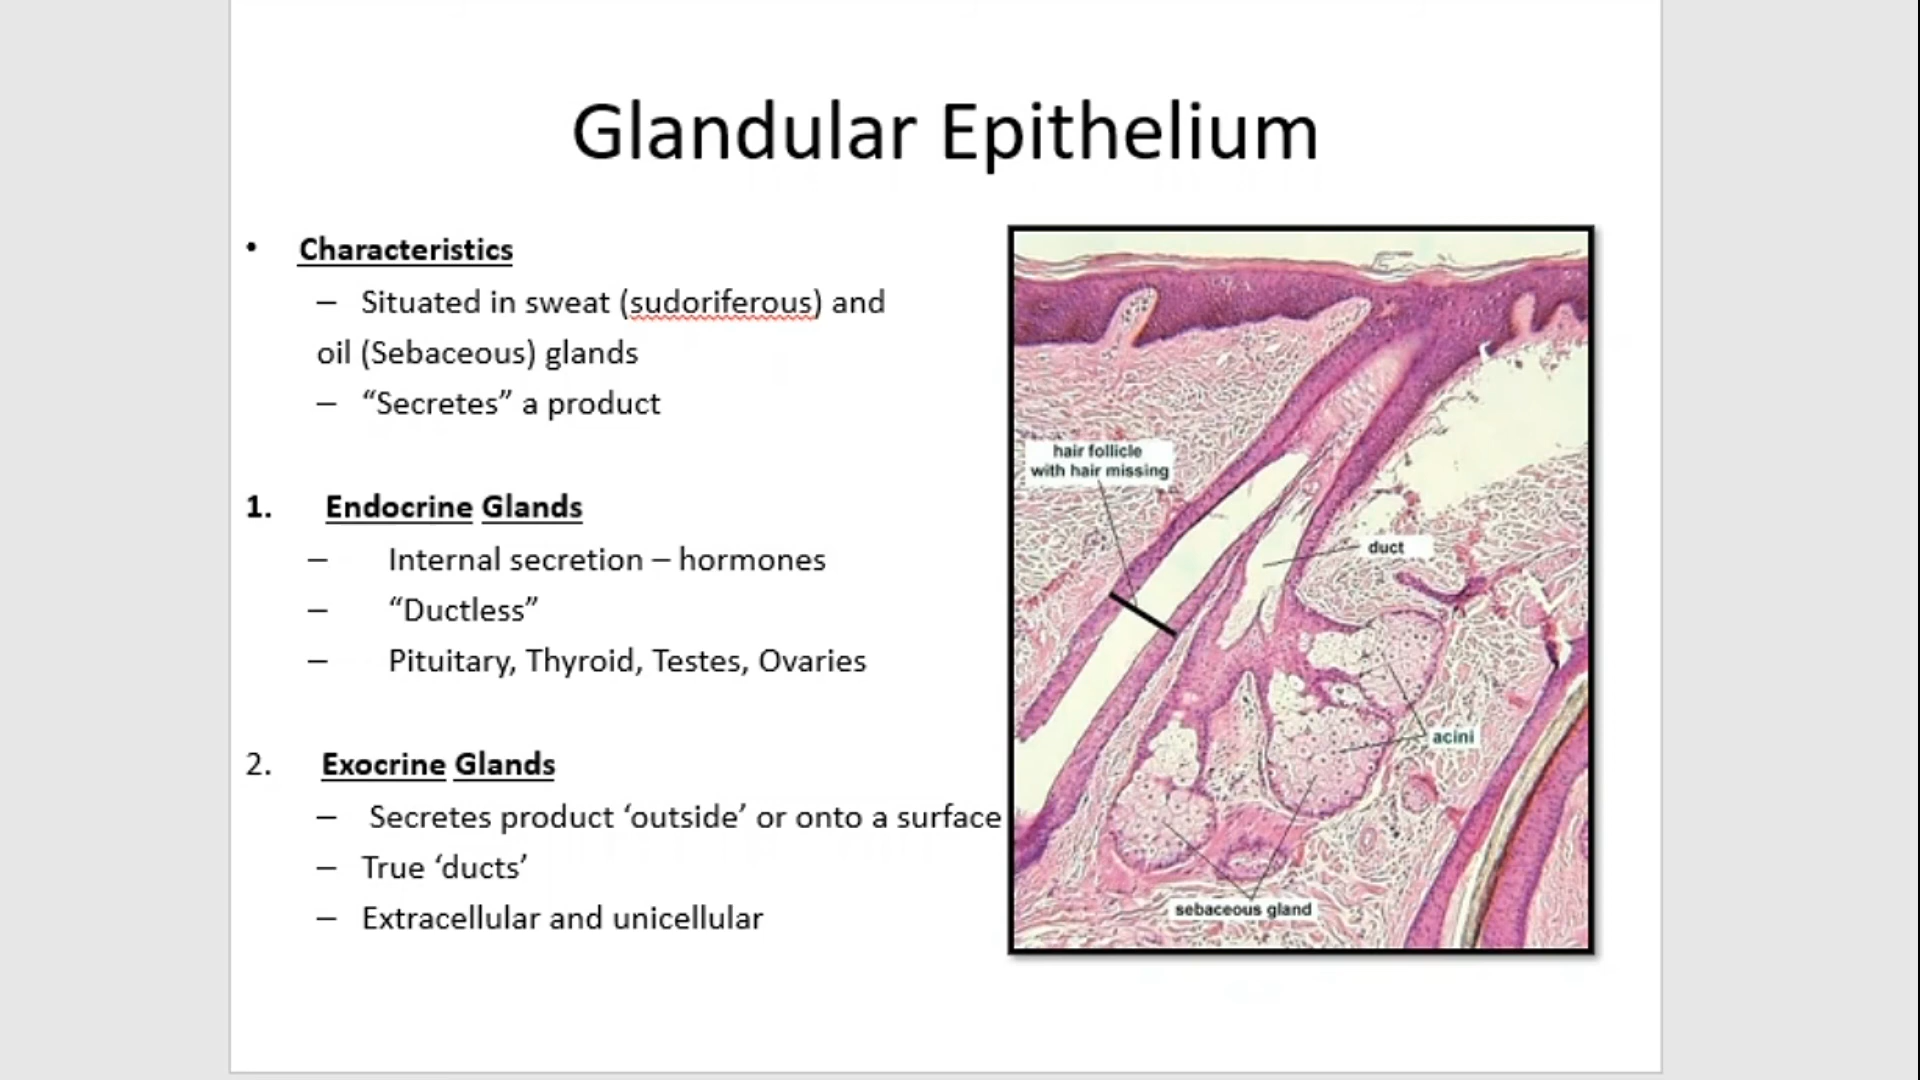 Glandular Epithelium
• Characteristics
– Situated in sweat (sudoriferous) and
oil (Sebaceous) glands
– “Secretes” a product
1. Endocrine Glands
– Internal secretion – hormones
– “Ductless”
– Pituitary, Thyroid, Testes, Ovaries
2. Exocrine Glands
– Secretes product ‘outside’ or onto a surface
– True ‘ducts’
– Extracellular and unicellular
hair follicle
with hair missing
duct
acini
sebaceous gland